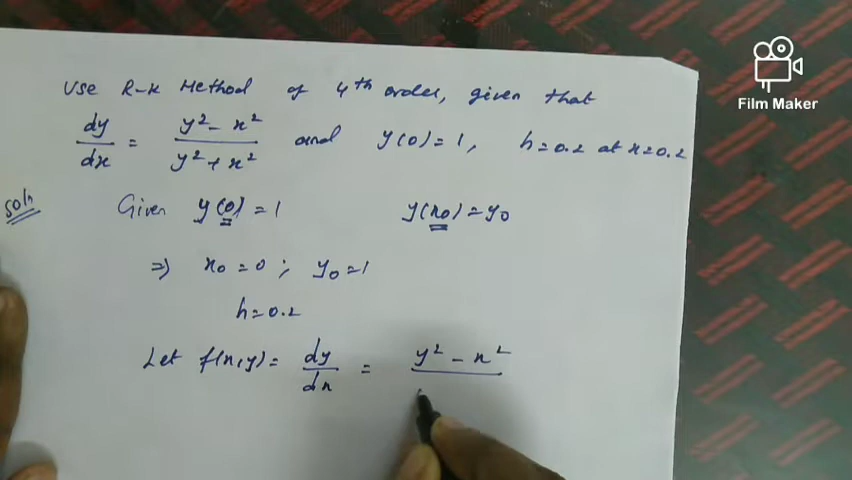 Use R-K Method of 4th order, given that
dy/dx = (y² - x²)/(y² + x²) and y(0)=1, h=0.2 at x=0.2
Soln Given y(0)=1 y(x₀)=y₀
⇒ x₀=0; y₀=1
h=0.2
Let f(x,y) = dy/dx = y² - x²
Film Maker